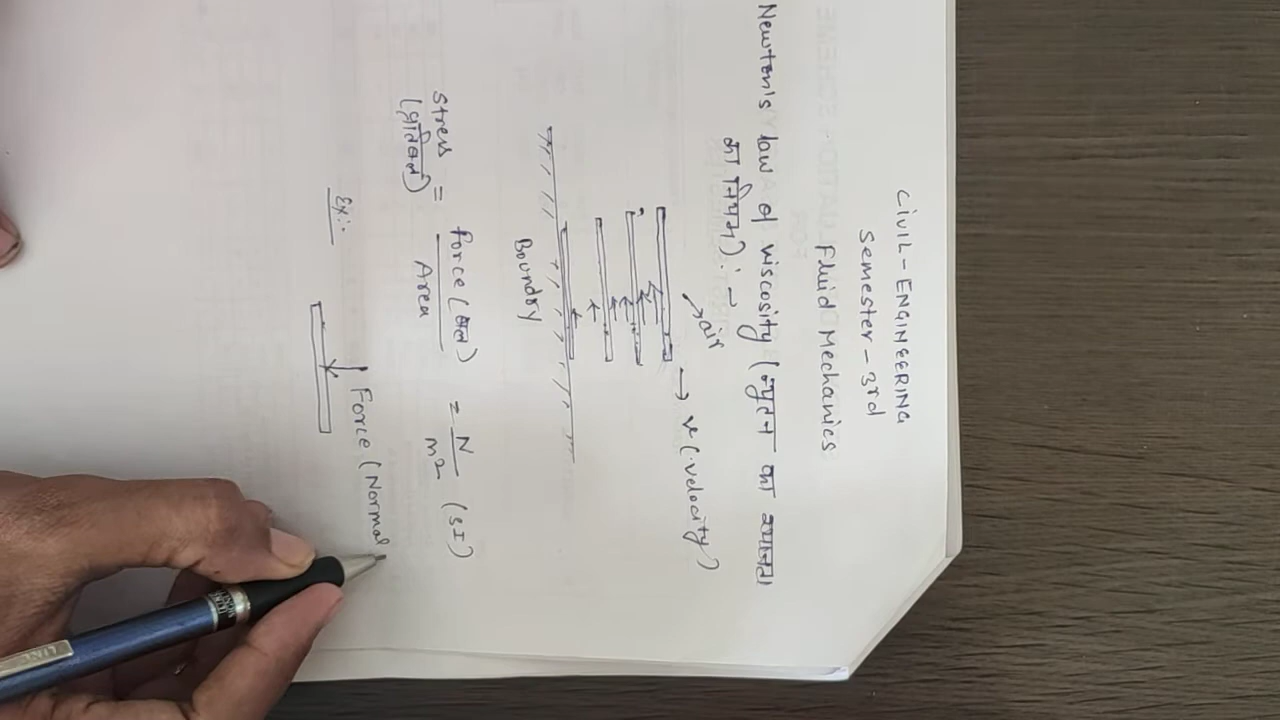 CIVIL-ENGINEERING
Semester-3rd
Fluid Mechanics
Newton's law of viscosity (न्यूटन का श्यानता
का नियम) :-
air
→ v (velocity)
Boundry
Stress = force (बल) / Area = N / m2 (SI)
(प्रतिबल)
Ex:-
Force (Normal
LINC